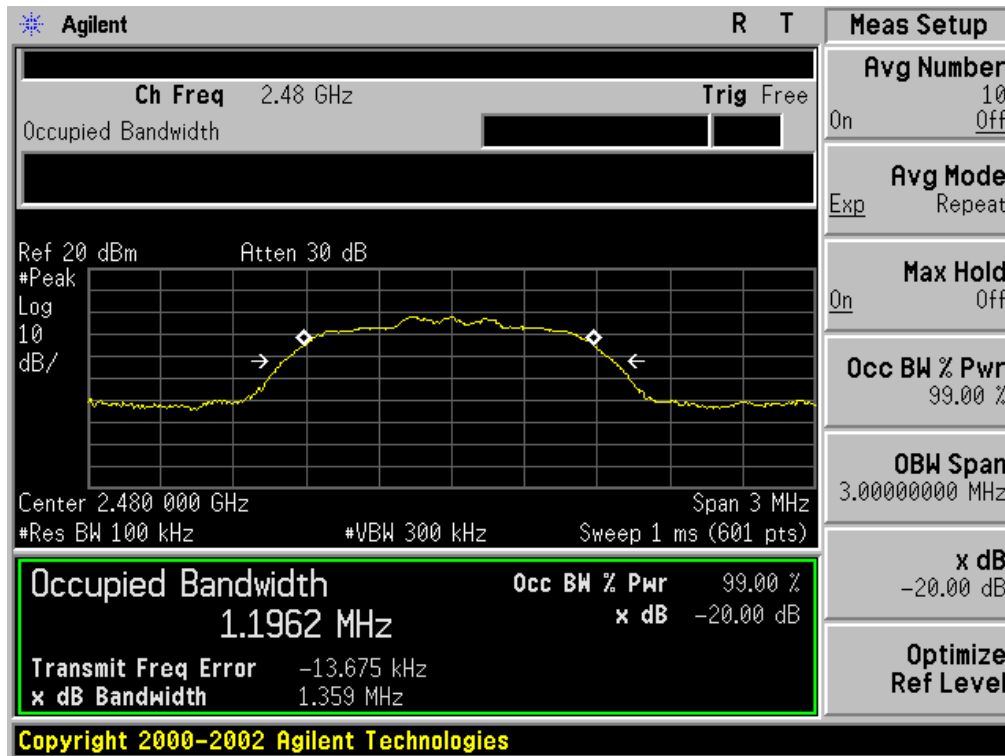 Agilent R T
Ch Freq 2.48 GHz Trig Free
Occupied Bandwidth
Ref 20 dBm Atten 30 dB
#Peak
Log
10
dB/
Center 2.480 000 GHz Span 3 MHz
#Res BW 100 kHz #VBW 300 kHz Sweep 1 ms (601 pts)
Occupied Bandwidth Occ BW % Pwr 99.00 %
1.1962 MHz x dB -20.00 dB
Transmit Freq Error -13.675 kHz
x dB Bandwidth 1.359 MHz
Copyright 2000-2002 Agilent Technologies
Meas Setup
Avg Number
10
On Off
Avg Mode
Exp Repeat
Max Hold
On Off
Occ BW % Pwr
99.00 %
OBW Span
3.00000000 MHz
x dB
-20.00 dB
Optimize
Ref Level